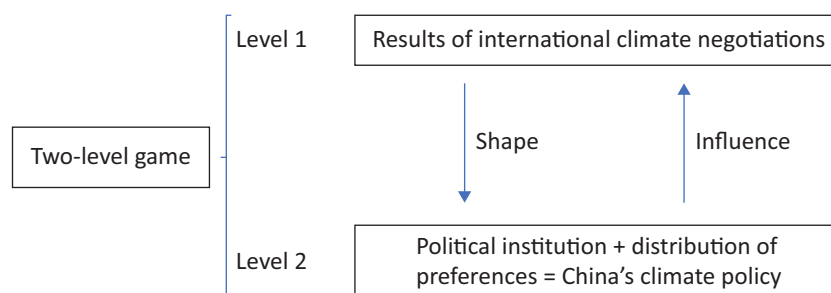 Level 1
Results of international climate negotiations
Two-level game
Shape
Influence
Level 2
Political institution + distribution of
preferences = China’s climate policy